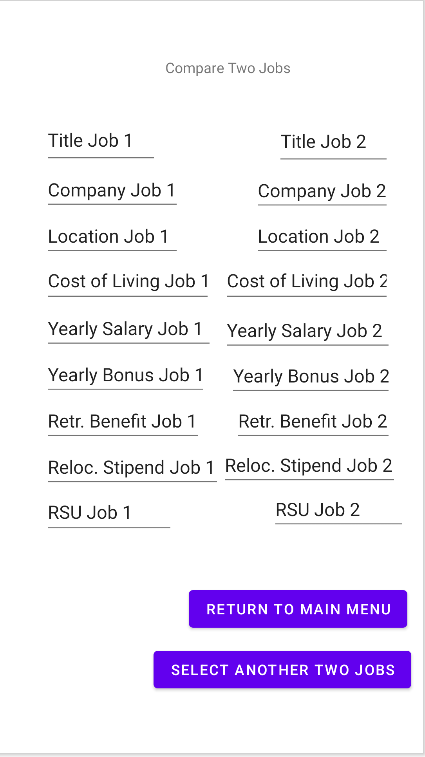 Compare Two Jobs
Title Job 1 Title Job 2
Company Job 1 Company Job 2
Location Job 1 Location Job 2
Cost of Living Job 1 Cost of Living Job 2
Yearly Salary Job 1 Yearly Salary Job 2
Yearly Bonus Job 1 Yearly Bonus Job 2
Retr. Benefit Job 1 Retr. Benefit Job 2
Reloc. Stipend Job 1 Reloc. Stipend Job 2
RSU Job 1 RSU Job 2
RETURN TO MAIN MENU
SELECT ANOTHER TWO JOBS